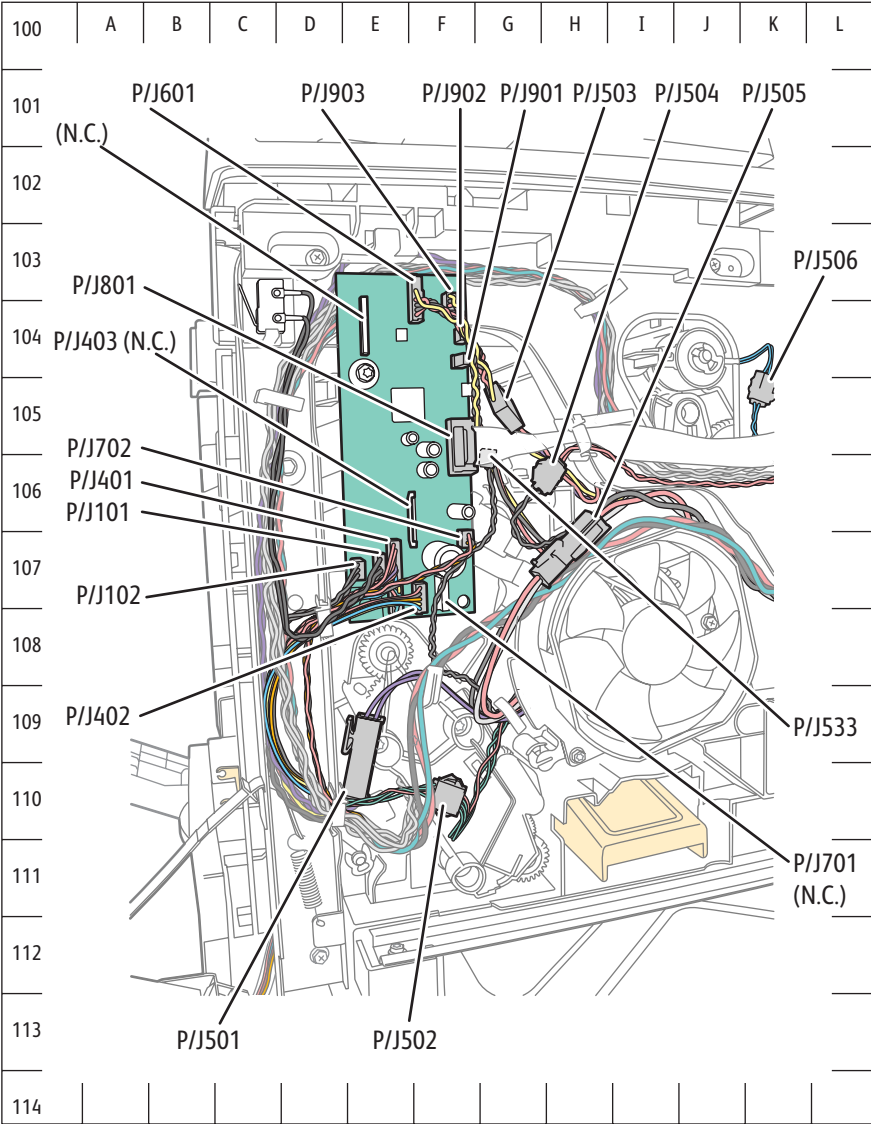 100 A B C D E F G H I J K L
101
P/J601 P/J903 P/J902 P/J901 P/J503 P/J504 P/J505
(N.C.)
102
103
P/J506
P/J801
104
P/J403 (N.C.)
105
P/J702
P/J401
106
P/J101
107
P/J102
108
P/J402
109
P/J533
110
111
P/J701
(N.C.)
112
113
P/J501 P/J502
114